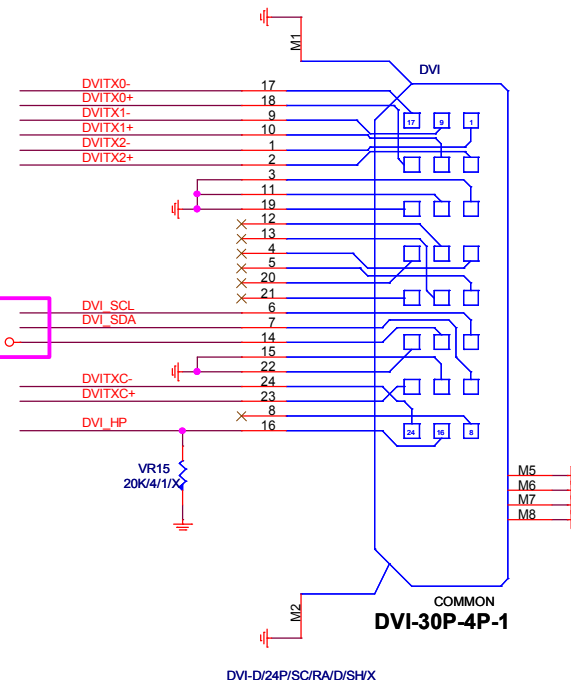 M1
DVI
DVITX0- 17
DVITX0+ 18
DVITX1- 9
DVITX1+ 10
DVITX2- 1
DVITX2+ 2
3
11
19
12
13
4
5
20
21
DVI_SCL 6
DVI_SDA 7
14
15
22
DVITXC- 24
DVITXC+ 23
8
DVI_HP 16
17 9 1
24 16 8
VR15
20K/4/1/X
M5
M6
M7
M8
M2
COMMON
DVI-30P-4P-1
DVI-D/24P/SC/RA/D/SH/X